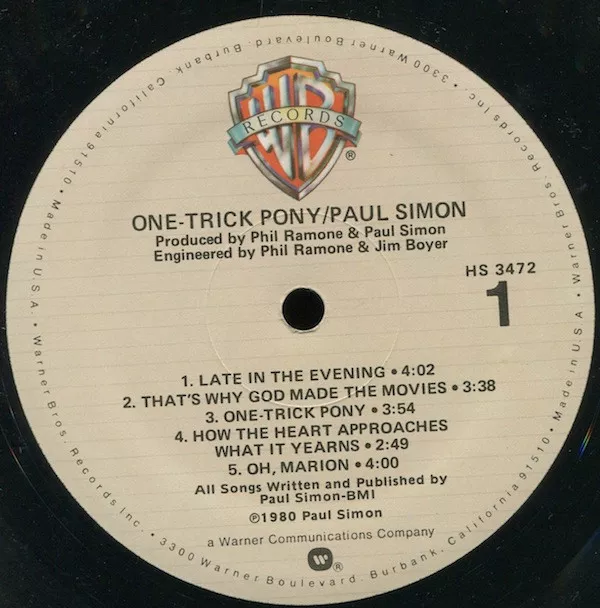 WB
RECORDS
®
ONE-TRICK PONY/PAUL SIMON
Produced by Phil Ramone & Paul Simon
Engineered by Phil Ramone & Jim Boyer
HS 3472
1
1. LATE IN THE EVENING • 4:02
2. THAT'S WHY GOD MADE THE MOVIES • 3:38
3. ONE-TRICK PONY • 3:54
4. HOW THE HEART APPROACHES
WHAT IT YEARNS • 2:49
5. OH, MARION • 4:00
All Songs Written and Published by
Paul Simon-BMI
℗1980 Paul Simon
a Warner Communications Company
W ®
Warner Bros. Records Inc. • 3300 Warner Boulevard. Burbank, California 91510 • Made in U.S.A. •
Warner Bros. Records Inc. • 3300 Warner Boulevard. Burbank, California 91510 • Made in U.S.A. •